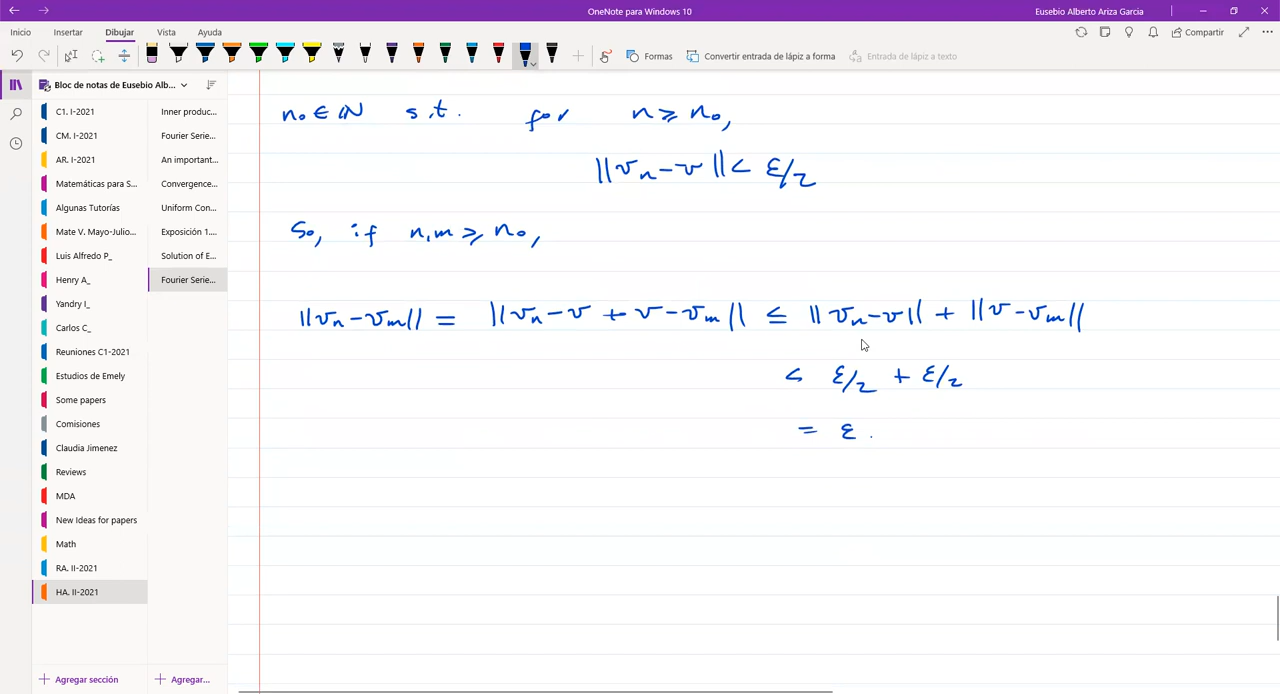 OneNote para Windows 10
Eusebio Alberto Ariza Garcia
Inicio Insertar Dibujar Vista Ayuda
Compartir
Formas Convertir entrada de lápiz a forma Entrada de lápiz a texto
Bloc de notas de Eusebio Alb...
C1. I-2021
CM. I-2021
AR. I-2021
Matemáticas para S...
Algunas Tutorías
Mate V. Mayo-Julio...
Luis Alfredo P_
Henry A_
Yandry I_
Carlos C_
Reuniones C1-2021
Estudios de Emely
Some papers
Comisiones
Claudia Jimenez
Reviews
MDA
New Ideas for papers
Math
RA. II-2021
HA. II-2021
Agregar sección
Inner produc...
Fourier Serie...
An important...
Convergence...
Uniform Con...
Exposición 1....
Solution of E...
Fourier Serie...
Agregar...
n₀ ∈ ℕ s.t. for n ≥ n₀,
||vₙ - v|| < ε/2
So, if n,m ≥ n₀,
||vₙ - vₘ|| = ||vₙ - v + v - vₘ|| ≤ ||vₙ - v|| + ||v - vₘ||
< ε/2 + ε/2
= ε.